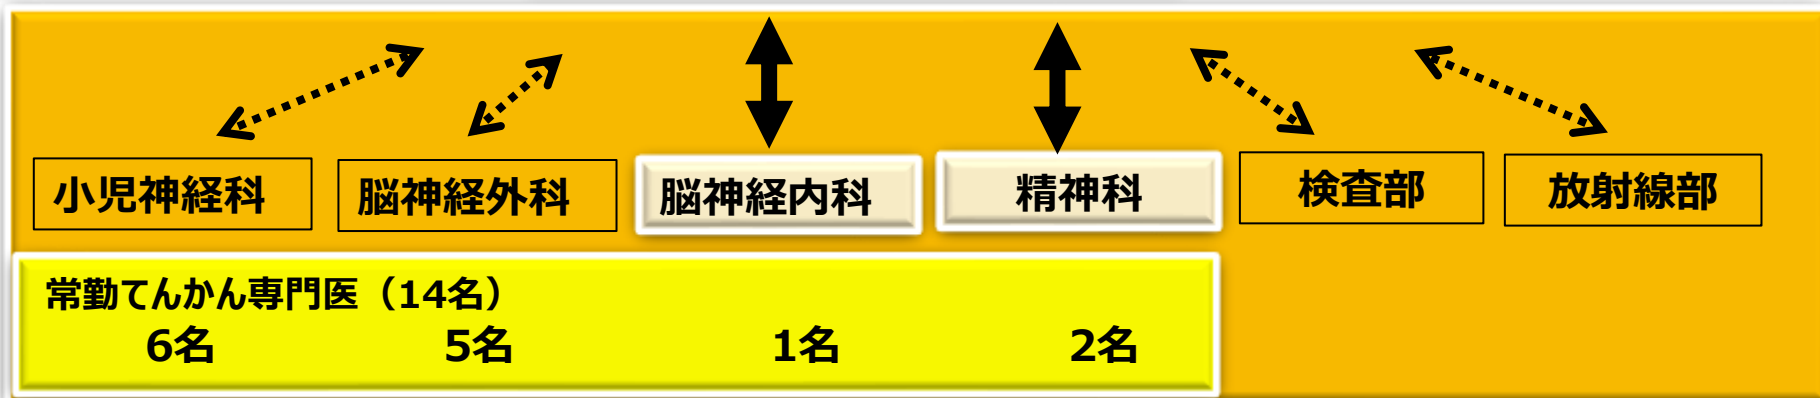 小児神経科 脳神経外科 脳神経内科 精神科 検査部 放射線部
常勤てんかん専門医（14名）
6名 5名 1名 2名